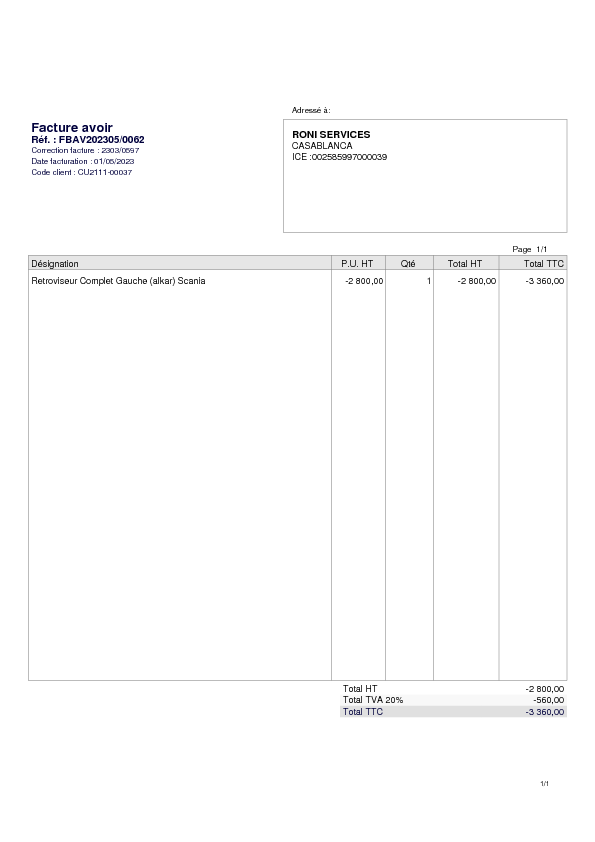 Adressé à:
Facture avoir
Réf. : FBAV202305/0062
Correction facture : 2303/0597
Date facturation : 01/05/2023
Code client : CU2111-00037
RONI SERVICES
CASABLANCA
ICE :002585997000039
Page 1/1
Désignation P.U. HT Qté Total HT Total TTC
Retroviseur Complet Gauche (alkar) Scania -2 800,00 1 -2 800,00 -3 360,00
Total HT -2 800,00
Total TVA 20% -560,00
Total TTC -3 360,00
1/1